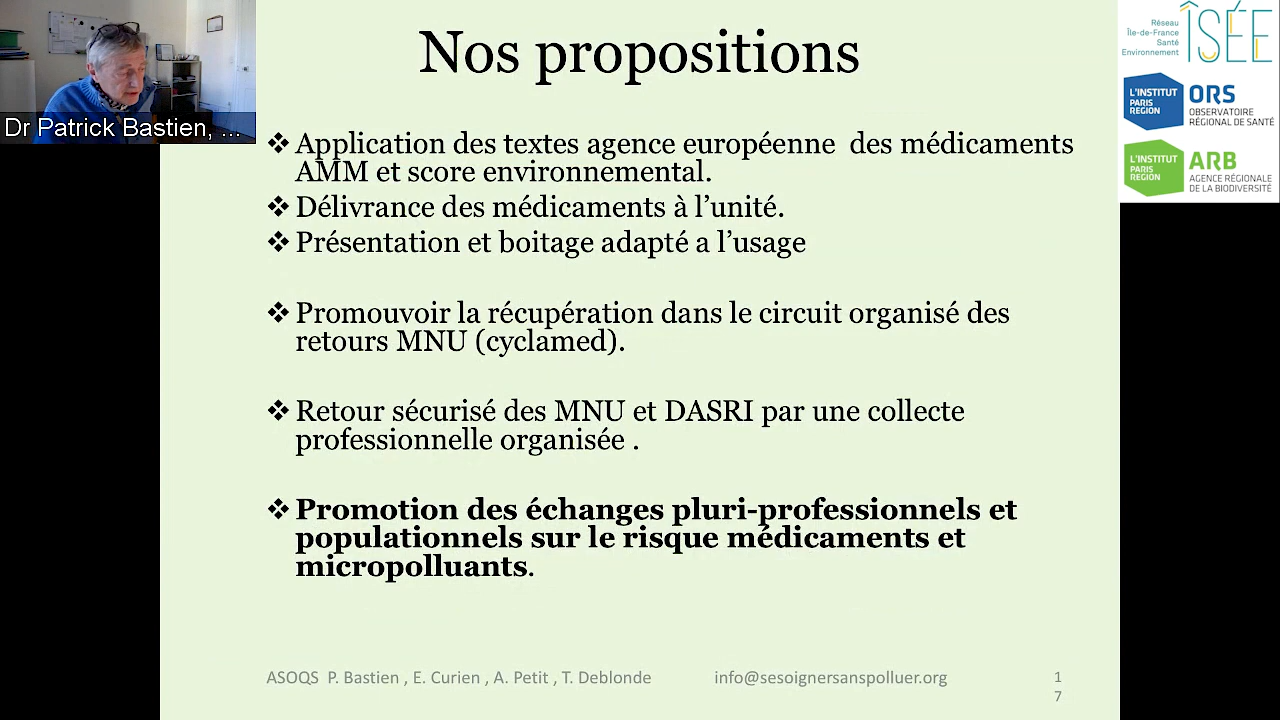 Nos propositions
Dr Patrick Bastien, ...
❖ Application des textes agence européenne  des médicaments
AMM et score environnemental.
❖ Délivrance des médicaments à l’unité.
❖ Présentation et boitage adapté a l’usage
❖ Promouvoir la récupération dans le circuit organisé des
retours MNU (cyclamed).
❖ Retour sécurisé des MNU et DASRI par une collecte
professionnelle organisée .
❖ Promotion des échanges pluri-professionnels et
populationnels sur le risque médicaments et
micropolluants.
ASOQS  P. Bastien , E. Curien , A. Petit , T. Deblonde
info@sesoignersanspolluer.org
1
7
Réseau
Île-de-France
Santé
Environnement
ÎSÉE
L'INSTITUT
PARIS
REGION
ORS
OBSERVATOIRE
RÉGIONAL DE SANTÉ
L'INSTITUT
PARIS
REGION
ARB
AGENCE RÉGIONALE
DE LA BIODIVERSITÉ